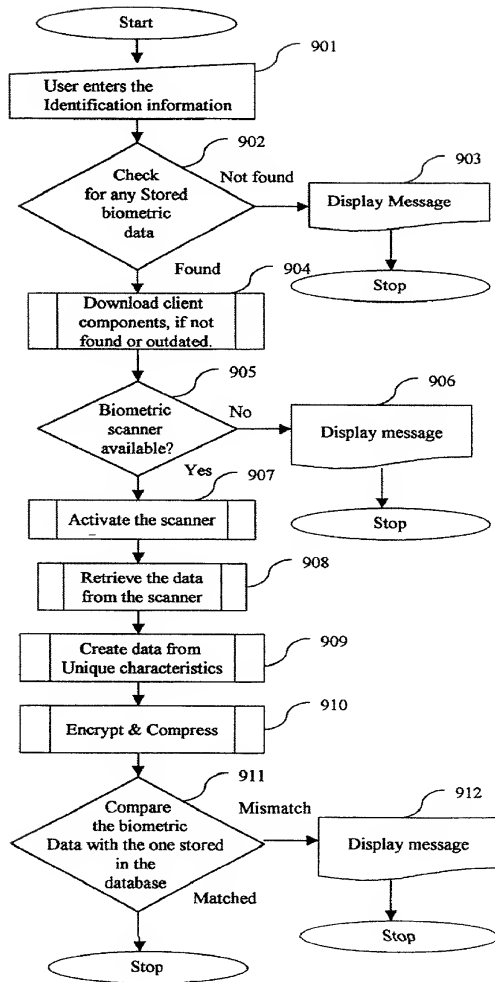 Start
901
User enters the
Identification information
902
Check
for any Stored
biometric
data
Not found
903
Display Message
Stop
Found
904
Download client
components, if not
found or outdated.
905
Biometric
scanner
available?
No
906
Display message
Stop
Yes
907
Activate the scanner
908
Retrieve the data
from the scanner
909
Create data from
Unique characteristics
910
Encrypt & Compress
911
Compare
the biometric
Data with the one stored
in the
database
Mismatch
912
Display message
Stop
Matched
Stop